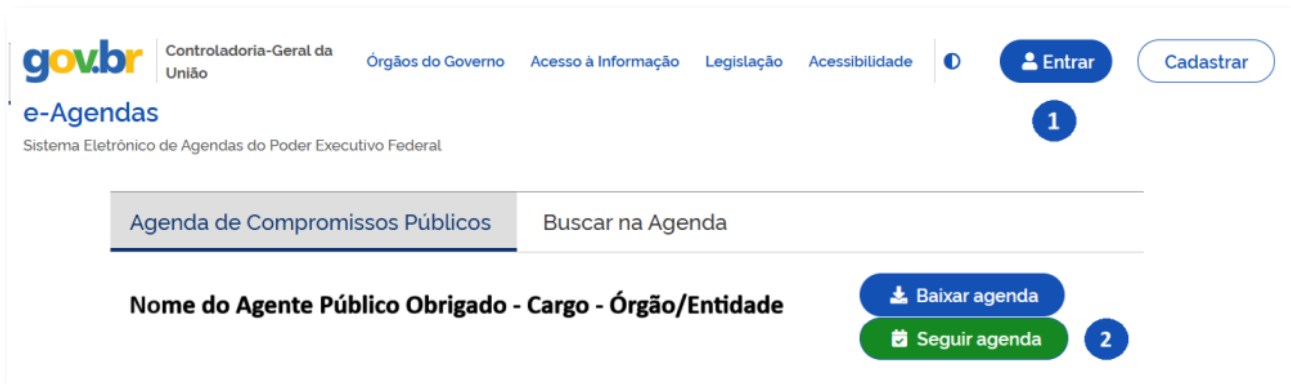 gov.br
Controladoria-Geral da
União
Órgãos do Governo Acesso à Informação Legislação Acessibilidade
Entrar
Cadastrar
1
e-Agendas
Sistema Eletrônico de Agendas do Poder Executivo Federal
Agenda de Compromissos Públicos
Buscar na Agenda
Nome do Agente Público Obrigado - Cargo - Órgão/Entidade
Baixar agenda
Seguir agenda
2